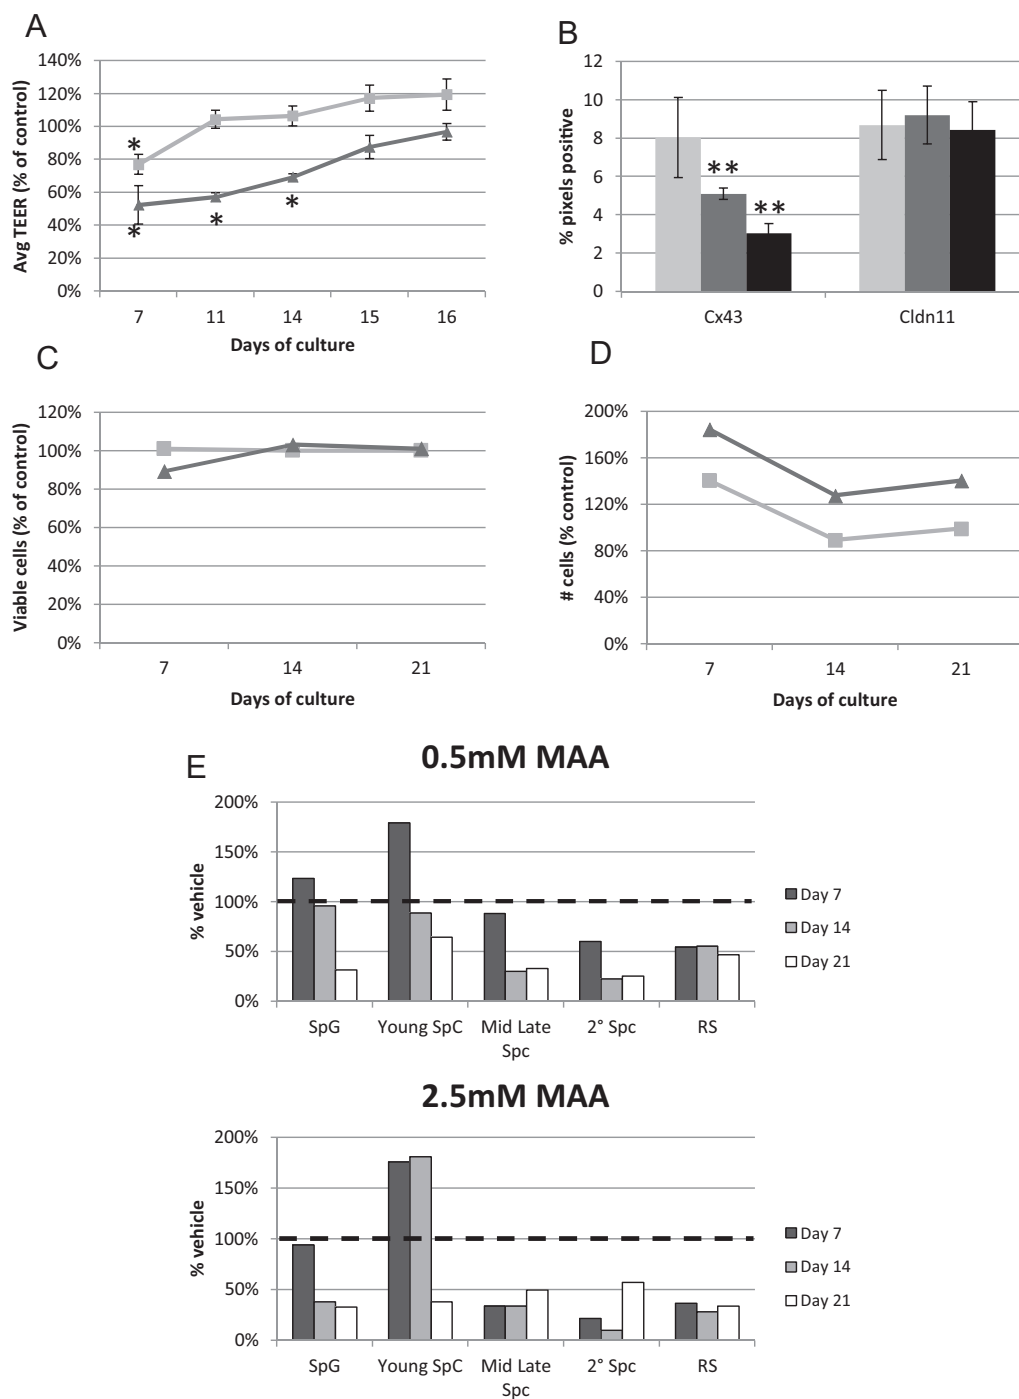 A
140%
120%
100%
80%
60%
40%
20%
0%
Avg TEER (% of control)
*
*
*
*
7 11 14 15 16
Days of culture
B
12
10
8
6
4
2
0
% pixels positive
**
**
Cx43 Cldn11
C
120%
100%
80%
60%
40%
20%
0%
Viable cells (% of control)
7 14 21
Days of culture
D
200%
160%
120%
80%
40%
0%
# cells (% control)
7 14 21
Days of culture
E
0.5mM MAA
200%
150%
100%
50%
0%
% vehicle
SpG Young SpC Mid Late Spc 2° Spc RS
Day 7
Day 14
Day 21
2.5mM MAA
200%
150%
100%
50%
0%
% vehicle
SpG Young SpC Mid Late Spc 2° Spc RS
Day 7
Day 14
Day 21